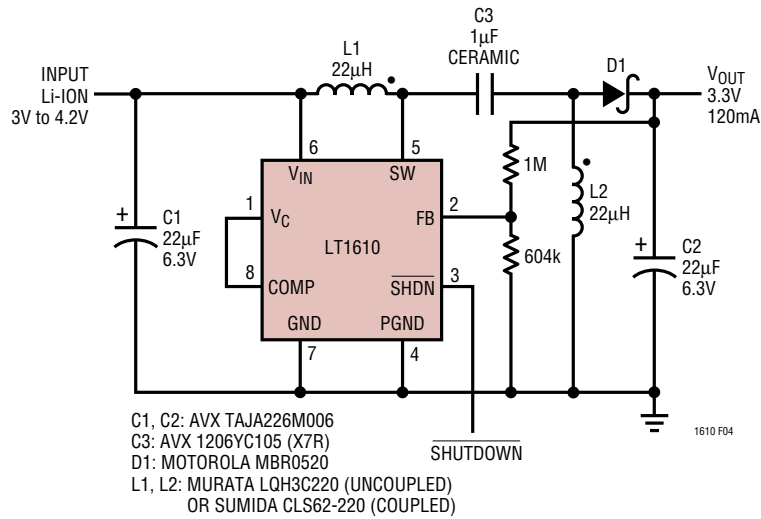 C3
1µF
CERAMIC
L1
22µH
D1
INPUT
Li-ION
3V to 4.2V
VOUT
3.3V
120mA
6
5
VIN
SW
1M
1
VC
FB
2
L2
22µH
+
C1
22µF
6.3V
LT1610
604k
+
C2
22µF
6.3V
8
COMP
SHDN
3
GND
PGND
7
4
C1, C2: AVX TAJA226M006
C3: AVX 1206YC105 (X7R)
D1: MOTOROLA MBR0520
L1, L2: MURATA LQH3C220 (UNCOUPLED)
OR SUMIDA CLS62-220 (COUPLED)
SHUTDOWN
1610 F04